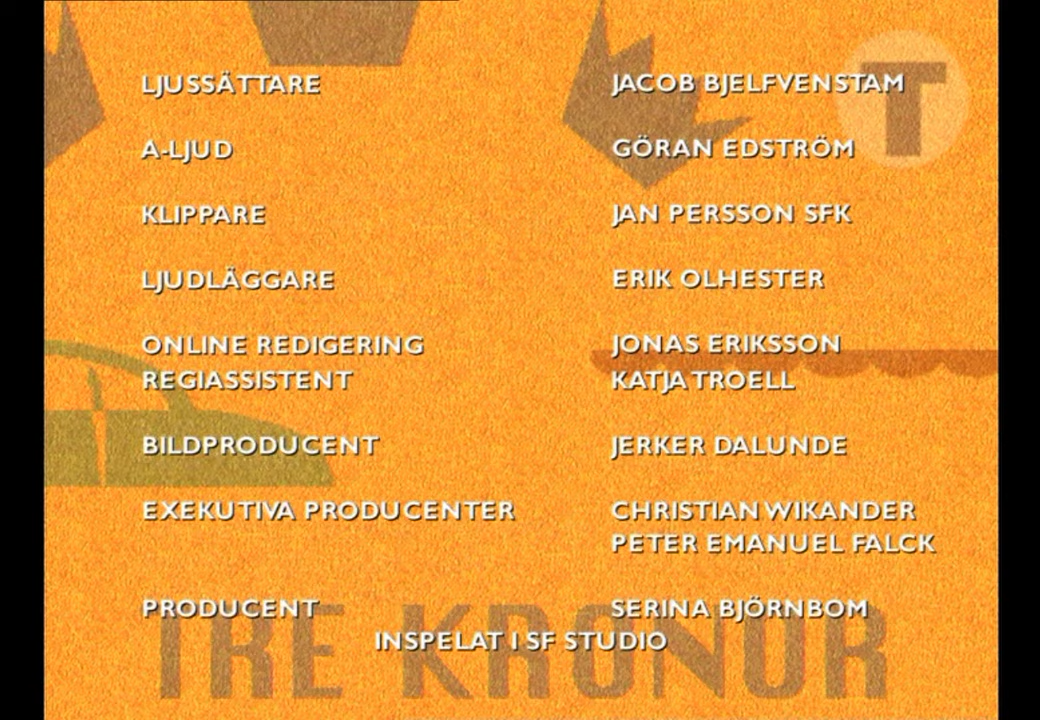 LJUSSÄTTARE JACOB BJELFVENSTAM
A-LJUD GÖRAN EDSTRÖM
KLIPPARE JAN PERSSON SFK
LJUDLÄGGARE ERIK OLHESTER
ONLINE REDIGERING JONAS ERIKSSON
REGIASSISTENT KATJA TROELL
BILDPRODUCENT JERKER DALUNDE
EXEKUTIVA PRODUCENTER CHRISTIAN WIKANDER
PETER EMANUEL FALCK
PRODUCENT SERINA BJÖRNBOM
INSPELAT I SF STUDIO
TRE KRONOR
T